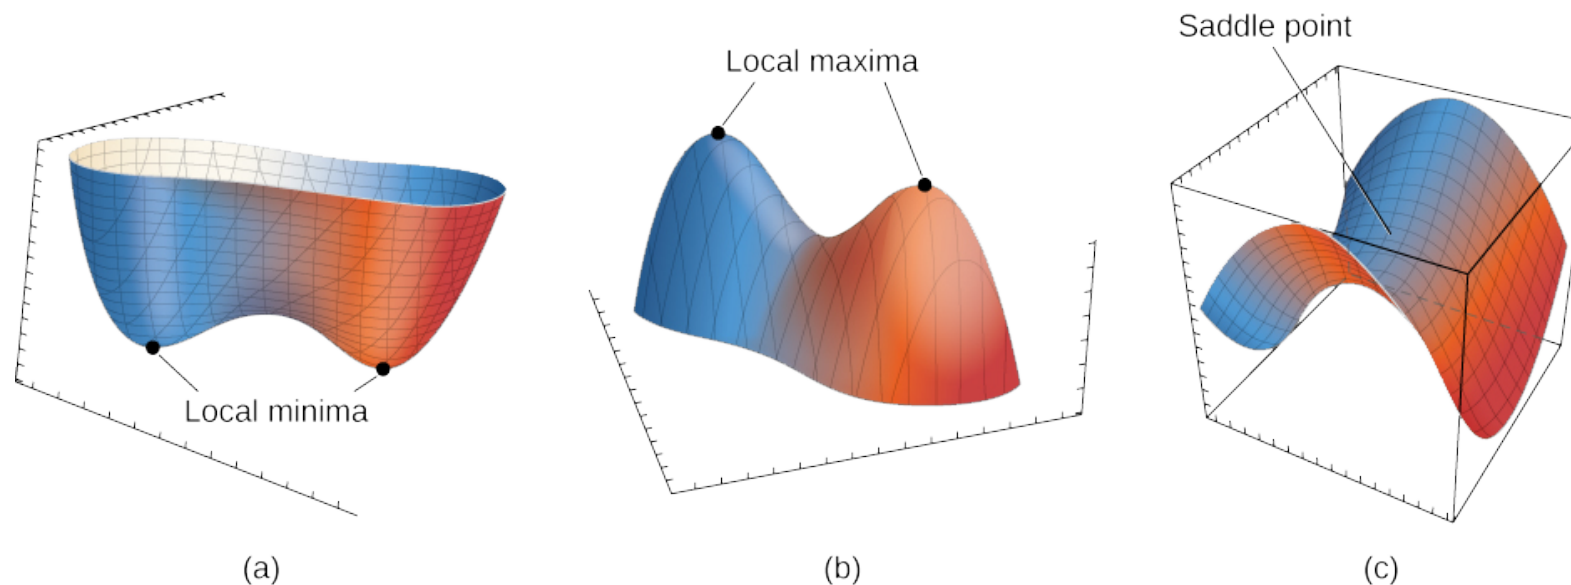 Saddle point
Local maxima
Local minima
(a)
(b)
(c)